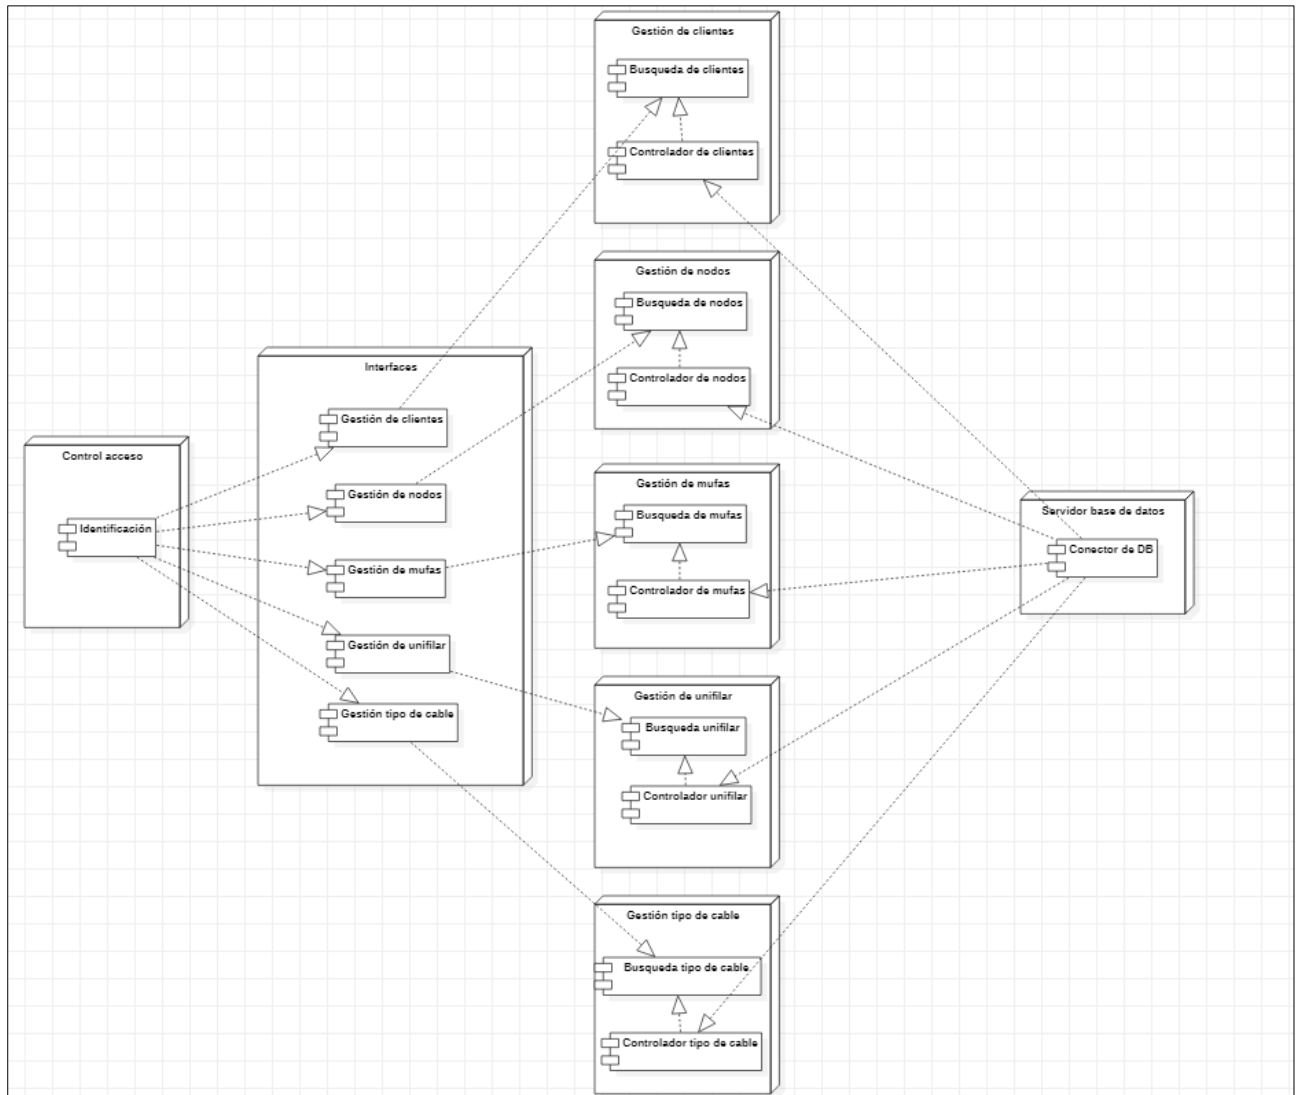 Control acceso
Identificación
Interfaces
Gestión de clientes
Gestión de nodos
Gestión de mufas
Gestión de unifilar
Gestión tipo de cable
Gestión de clientes
Busqueda de clientes
Controlador de clientes
Gestión de nodos
Busqueda de nodos
Controlador de nodos
Gestión de mufas
Busqueda de mufas
Controlador de mufas
Gestión de unifilar
Busqueda unifilar
Controlador unifilar
Gestión tipo de cable
Busqueda tipo de cable
Controlador tipo de cable
Servidor base de datos
Conector de DB